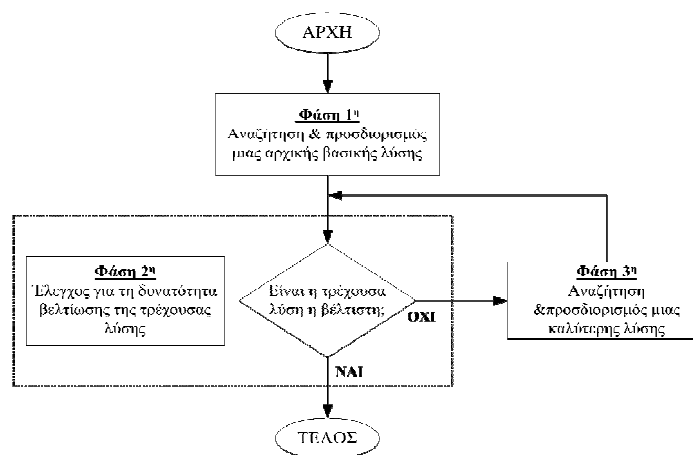 ΑΡΧΗ
Φάση 1η
Αναζήτηση & προσδιορισμός
μιας αρχικής βασικής λύσης
Φάση 2η
Έλεγχος για τη δυνατότητα
βελτίωσης της τρέχουσας
λύσης
Είναι η τρέχουσα
λύση η βέλτιστη;
ΟΧΙ
Φάση 3η
Αναζήτηση
&προσδιορισμός μιας
καλύτερης λύσης
ΝΑΙ
ΤΕΛΟΣ